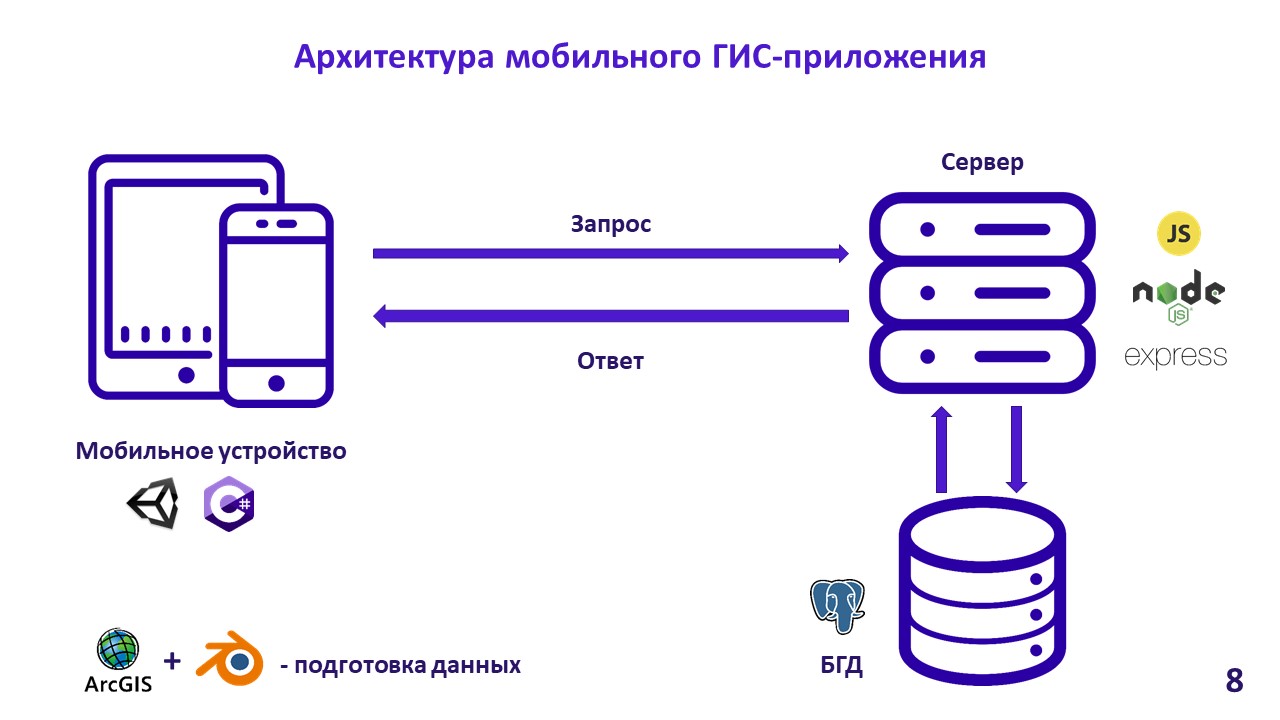 Архитектура мобильного ГИС-приложения
Сервер
Запрос
JS
node
JS
express
Ответ
Мобильное устройство
C#
ArcGIS
+
- подготовка данных
БГД
8